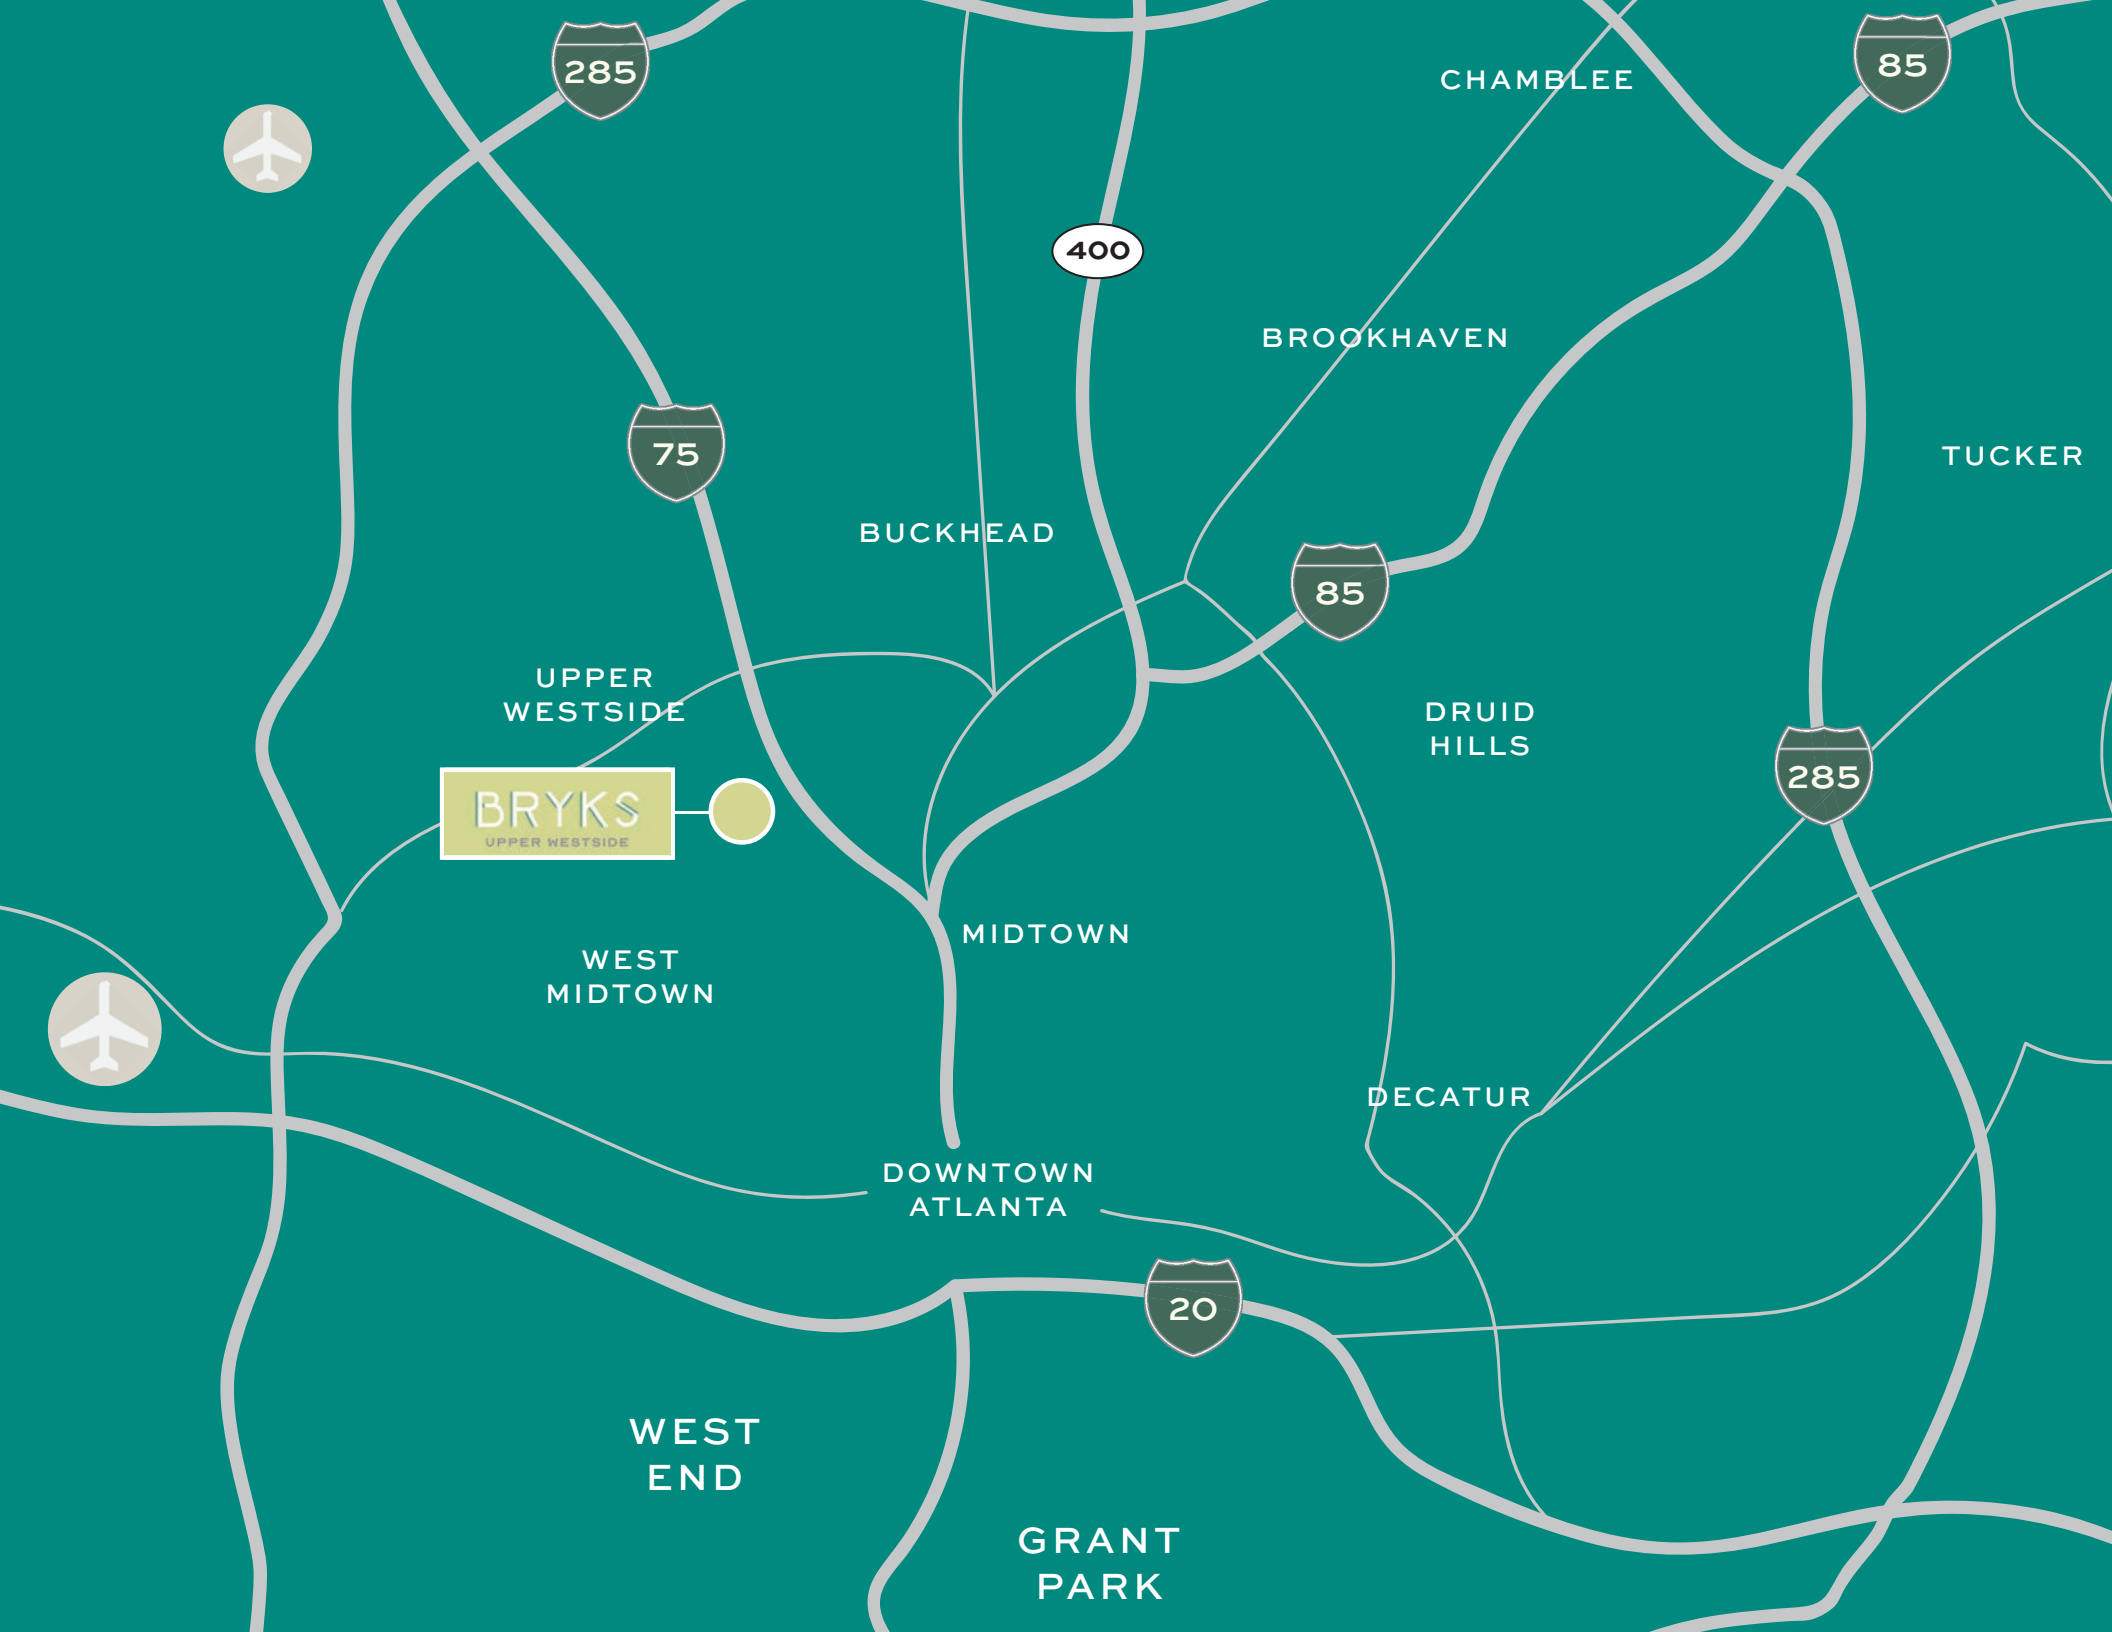 285
85
CHAMBLEE
400
BROOKHAVEN
75
TUCKER
BUCKHEAD
85
UPPER
WESTSIDE
DRUID
HILLS
285
BRYKS
UPPER WESTSIDE
MIDTOWN
WEST
MIDTOWN
DECATUR
DOWNTOWN
ATLANTA
20
WEST
END
GRANT
PARK